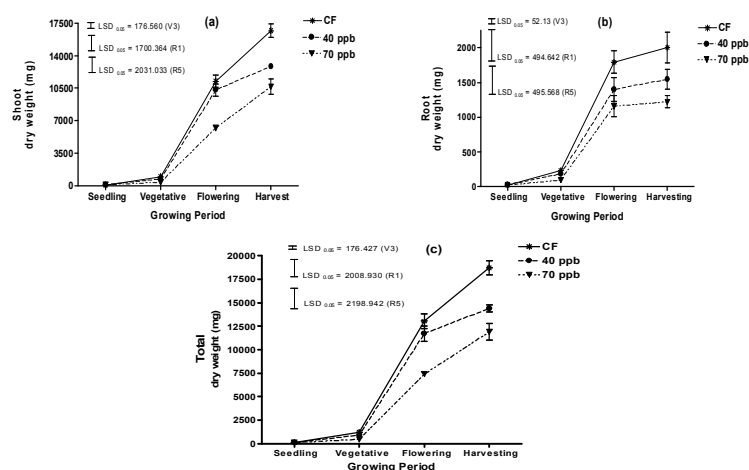 (a)
LSD 0.05 = 176.560 (V3)
LSD 0.05 = 1700.364 (R1)
LSD 0.05 = 2031.033 (R5)
CF
40 ppb
70 ppb
Shoot
dry weight (mg)
17500
14000
10500
7000
3500
0
Seedling Vegetative Flowering Harvest
Growing Period
(b)
LSD 0.05 = 52.13 (V3)
LSD 0.05 = 494.642 (R1)
LSD 0.05 = 495.568 (R5)
CF
40 ppb
70 ppb
Root
dry weight (mg)
2000
1500
1000
500
0
Seedling Vegetative Flowering Harvesting
Growing Period
(c)
LSD 0.05 = 176.427 (V3)
LSD 0.05 = 2008.930 (R1)
LSD 0.05 = 2198.942 (R5)
CF
40 ppb
70 ppb
Total
dry weight (mg)
20000
17500
15000
12500
10000
7500
5000
2500
0
Seedling Vegetative Flowering Harvesting
Growing Period